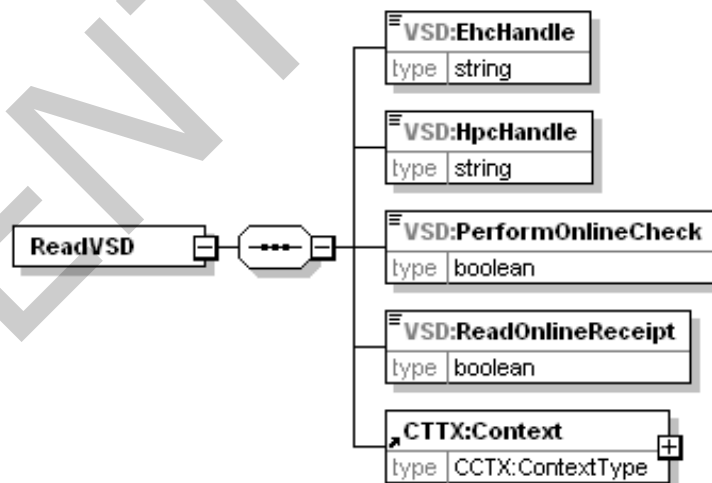 VSD:EhcHandle
type string
VSD:HpcHandle
type string
VSD:PerformOnlineCheck
type boolean
ReadVSD
VSD:ReadOnlineReceipt
type boolean
CTTX:Context
type CCTX:ContextType
ENT